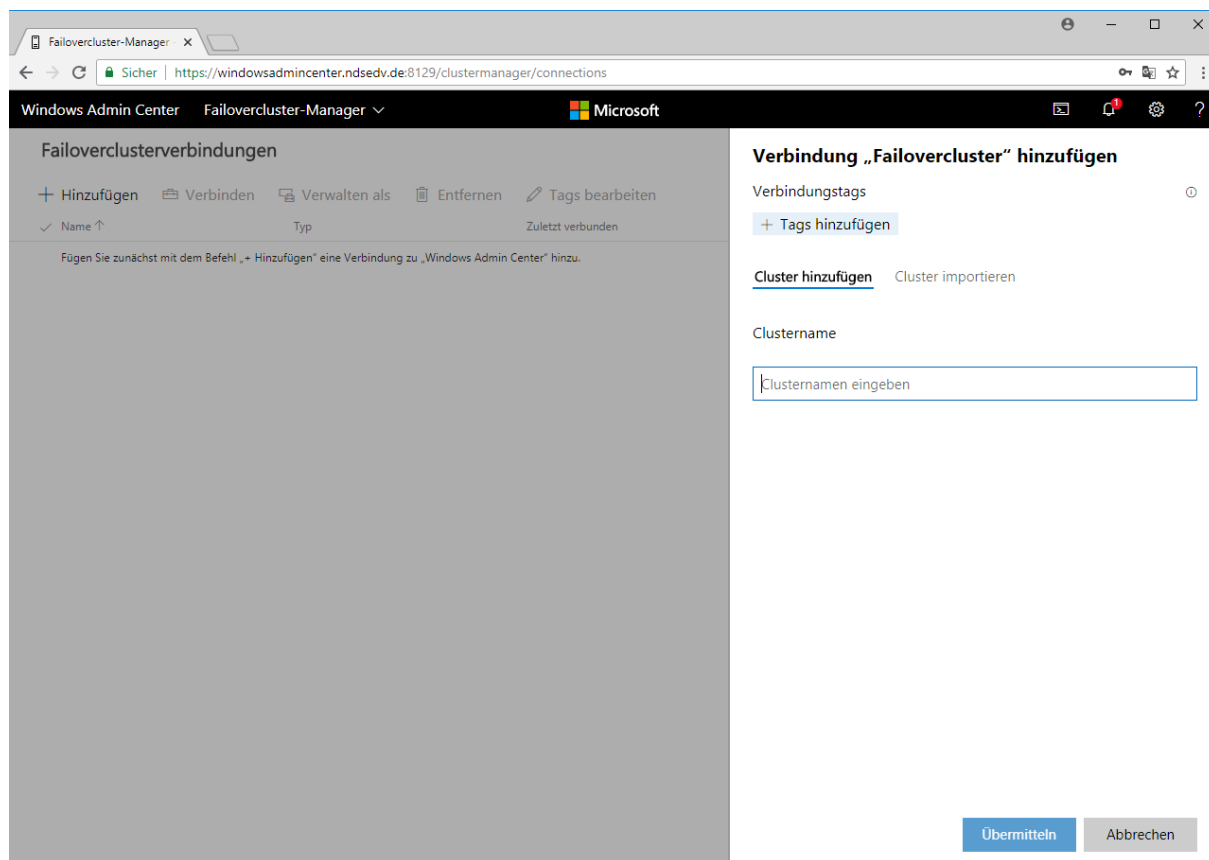 Failovercluster-Manager -
Sicher | https://windowsadmincenter.ndsedv.de:8129/clustermanager/connections
Windows Admin Center Failovercluster-Manager Microsoft 1 ?
Failoverclusterverbindungen
+ Hinzufügen Verbinden Verwalten als Entfernen Tags bearbeiten
Name Typ Zuletzt verbunden
Fügen Sie zunächst mit dem Befehl „+ Hinzufügen" eine Verbindung zu „Windows Admin Center" hinzu.
Verbindung „Failovercluster“ hinzufügen
Verbindungstags
+ Tags hinzufügen
Cluster hinzufügen Cluster importieren
Clustername
Clusternamen eingeben
Übermitteln Abbrechen